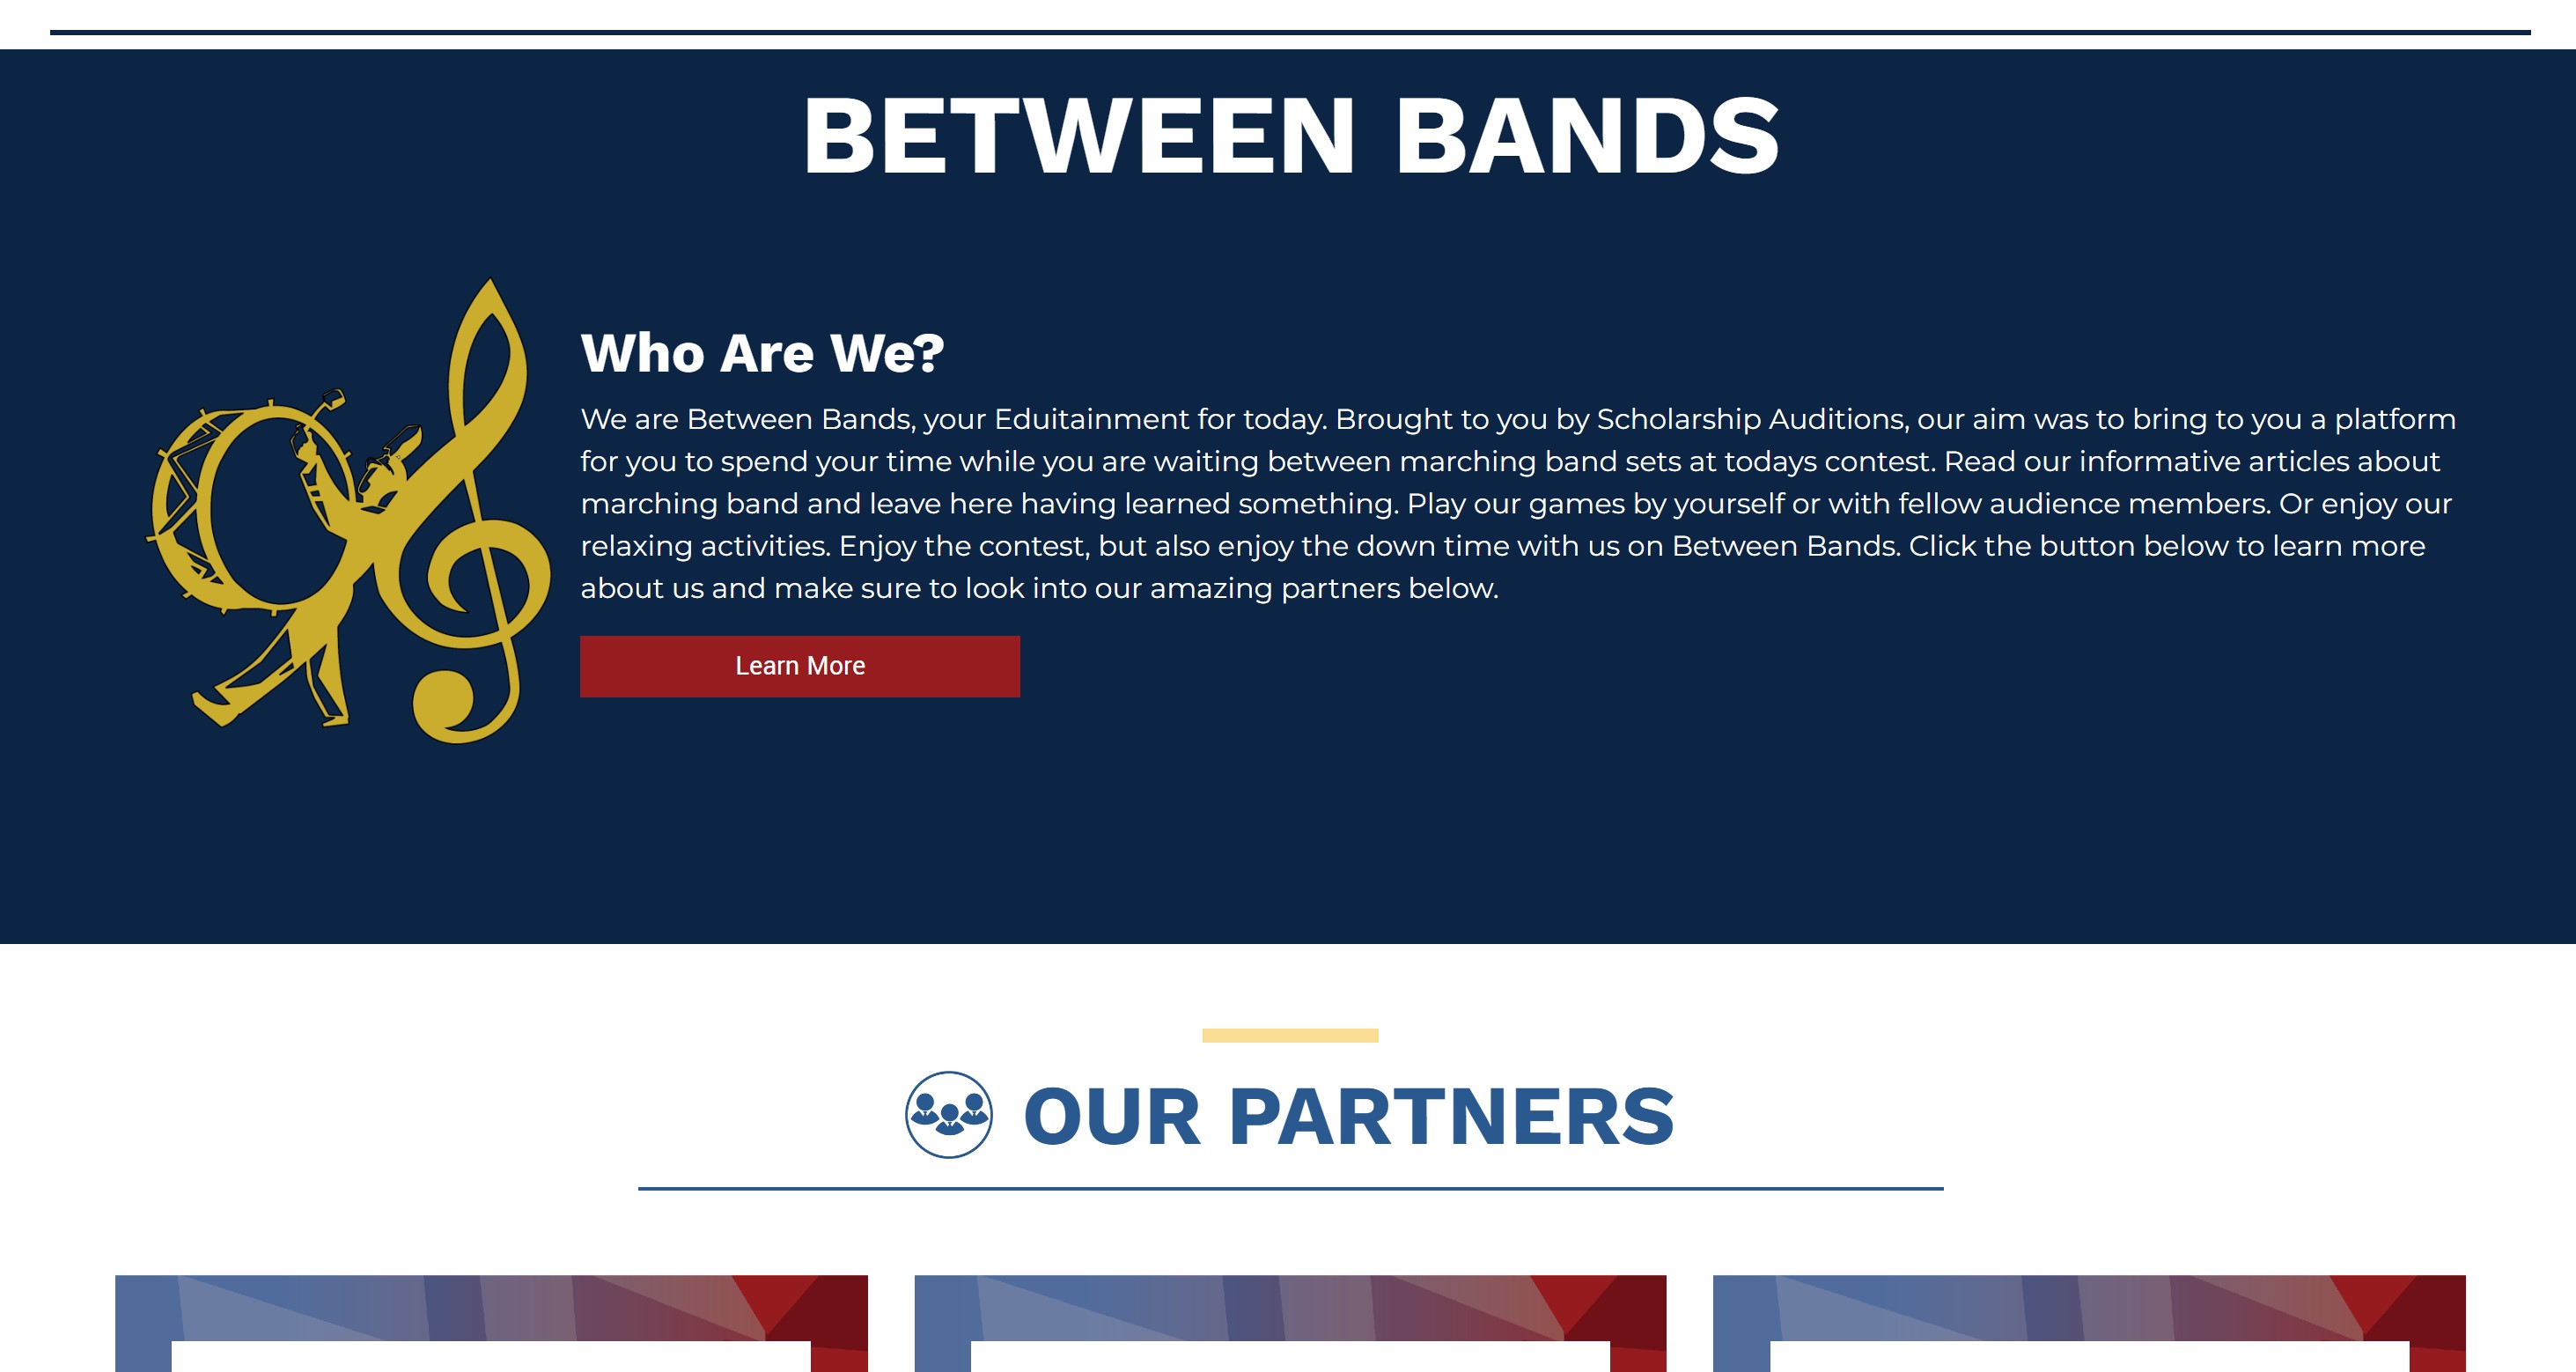 BETWEEN BANDS
Who Are We?
We are Between Bands, your Eduitainment for today. Brought to you by Scholarship Auditions, our aim was to bring to you a platform
for you to spend your time while you are waiting between marching band sets at todays contest. Read our informative articles about
marching band and leave here having learned something. Play our games by yourself or with fellow audience members. Or enjoy our
relaxing activities. Enjoy the contest, but also enjoy the down time with us on Between Bands. Click the button below to learn more
about us and make sure to look into our amazing partners below.
Learn More
OUR PARTNERS